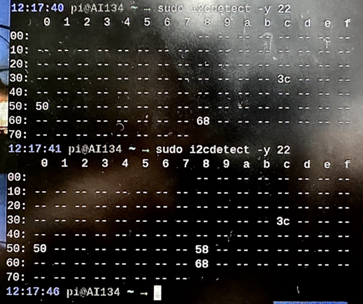 12:17:40 pi@AI134 ~ → sudo i2cdetect -y 22
     0  1  2  3  4  5  6  7  8  9  a  b  c  d  e  f
00:                         -- -- -- -- -- -- -- --
10: -- -- -- -- -- -- -- -- -- -- -- -- -- -- -- --
20: -- -- -- -- -- -- -- -- -- -- -- -- -- -- -- --
30: -- -- -- -- -- -- -- -- -- -- -- -- 3c -- -- --
40: -- -- -- -- -- -- -- -- -- -- -- -- -- -- -- --
50: 50 -- -- -- -- -- -- -- -- -- -- -- -- -- -- --
60: -- -- -- -- -- -- -- -- 68 -- -- -- -- -- -- --
70: -- -- -- -- -- -- -- --
12:17:41 pi@AI134 ~ → sudo i2cdetect -y 22
     0  1  2  3  4  5  6  7  8  9  a  b  c  d  e  f
00:                         -- -- -- -- -- -- -- --
10: -- -- -- -- -- -- -- -- -- -- -- -- -- -- -- --
20: -- -- -- -- -- -- -- -- -- -- -- -- -- -- -- --
30: -- -- -- -- -- -- -- -- -- -- -- -- 3c -- -- --
40: -- -- -- -- -- -- -- -- -- -- -- -- -- -- -- --
50: 50 -- -- -- -- -- -- -- 58 -- -- -- -- -- -- --
60: -- -- -- -- -- -- -- -- 68 -- -- -- -- -- -- --
70: -- -- -- -- -- -- -- --
12:17:46 pi@AI134 ~ →